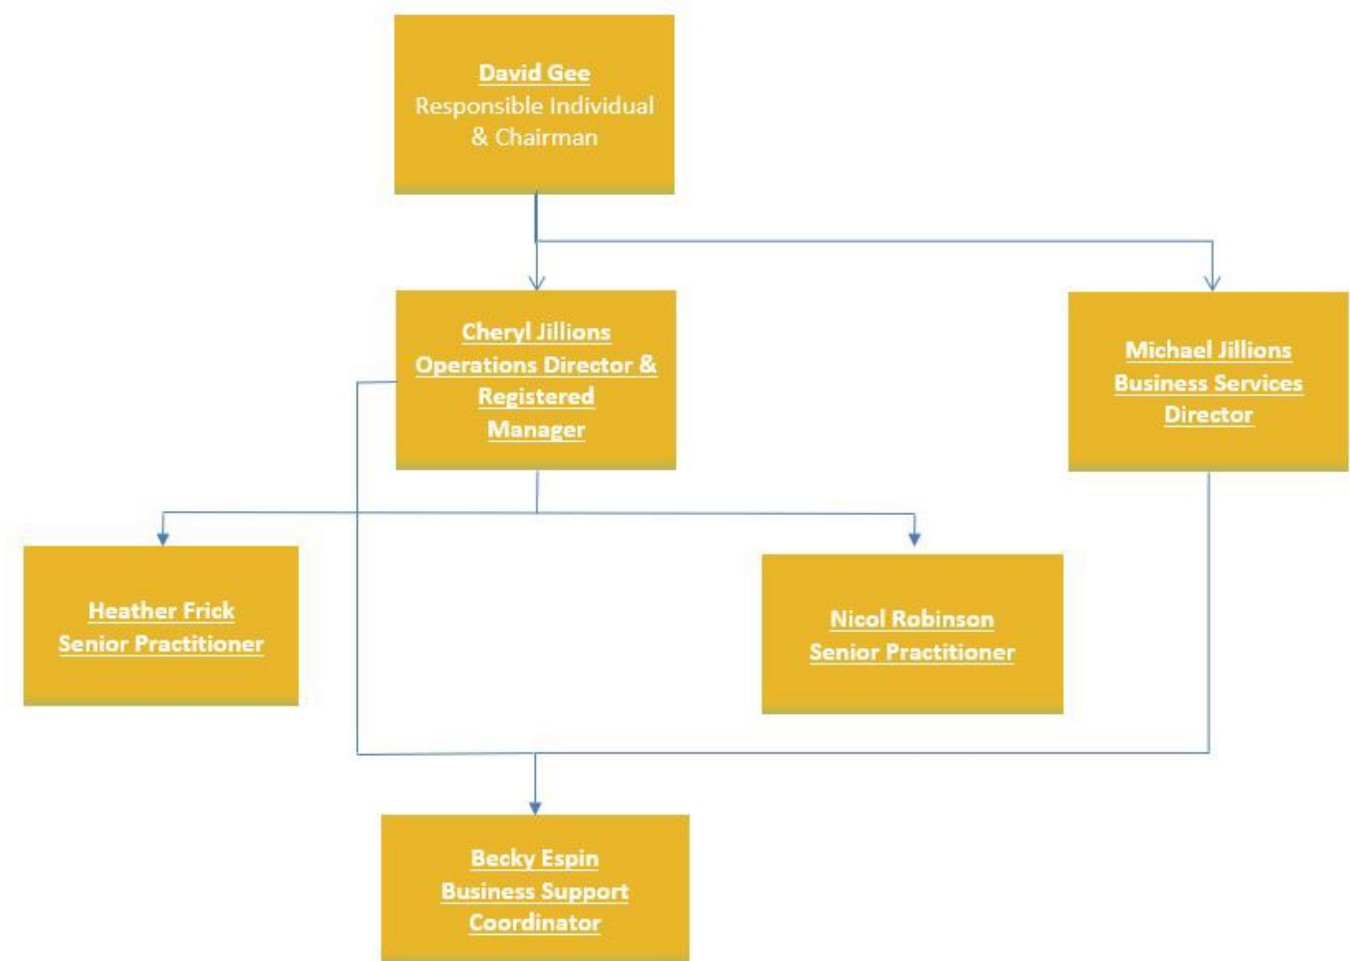 David Gee
Responsible Individual
& Chairman
Cheryl Jillions
Operations Director &
Registered
Manager
Michael Jillions
Business Services
Director
Heather Frick
Senior Practitioner
Nicol Robinson
Senior Practitioner
Becky Espin
Business Support
Coordinator